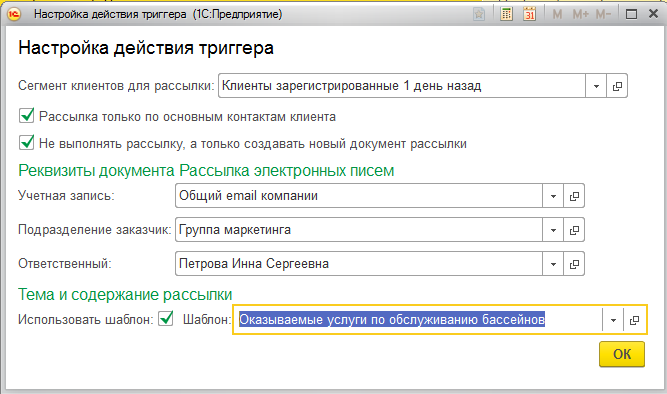 Настройка действия триггера (1С:Предприятие)
M M+ M-
Настройка действия триггера
Сегмент клиентов для рассылки: Клиенты зарегистрированные 1 день назад
Рассылка только по основным контактам клиента
Не выполнять рассылку, а только создавать новый документ рассылки
Реквизиты документа Рассылка электронных писем
Учетная запись: Общий email компании
Подразделение заказчик: Группа маркетинга
Ответственный: Петрова Инна Сергеевна
Тема и содержание рассылки
Использовать шаблон: Шаблон: Оказываемые услуги по обслуживанию бассейнов
ОК